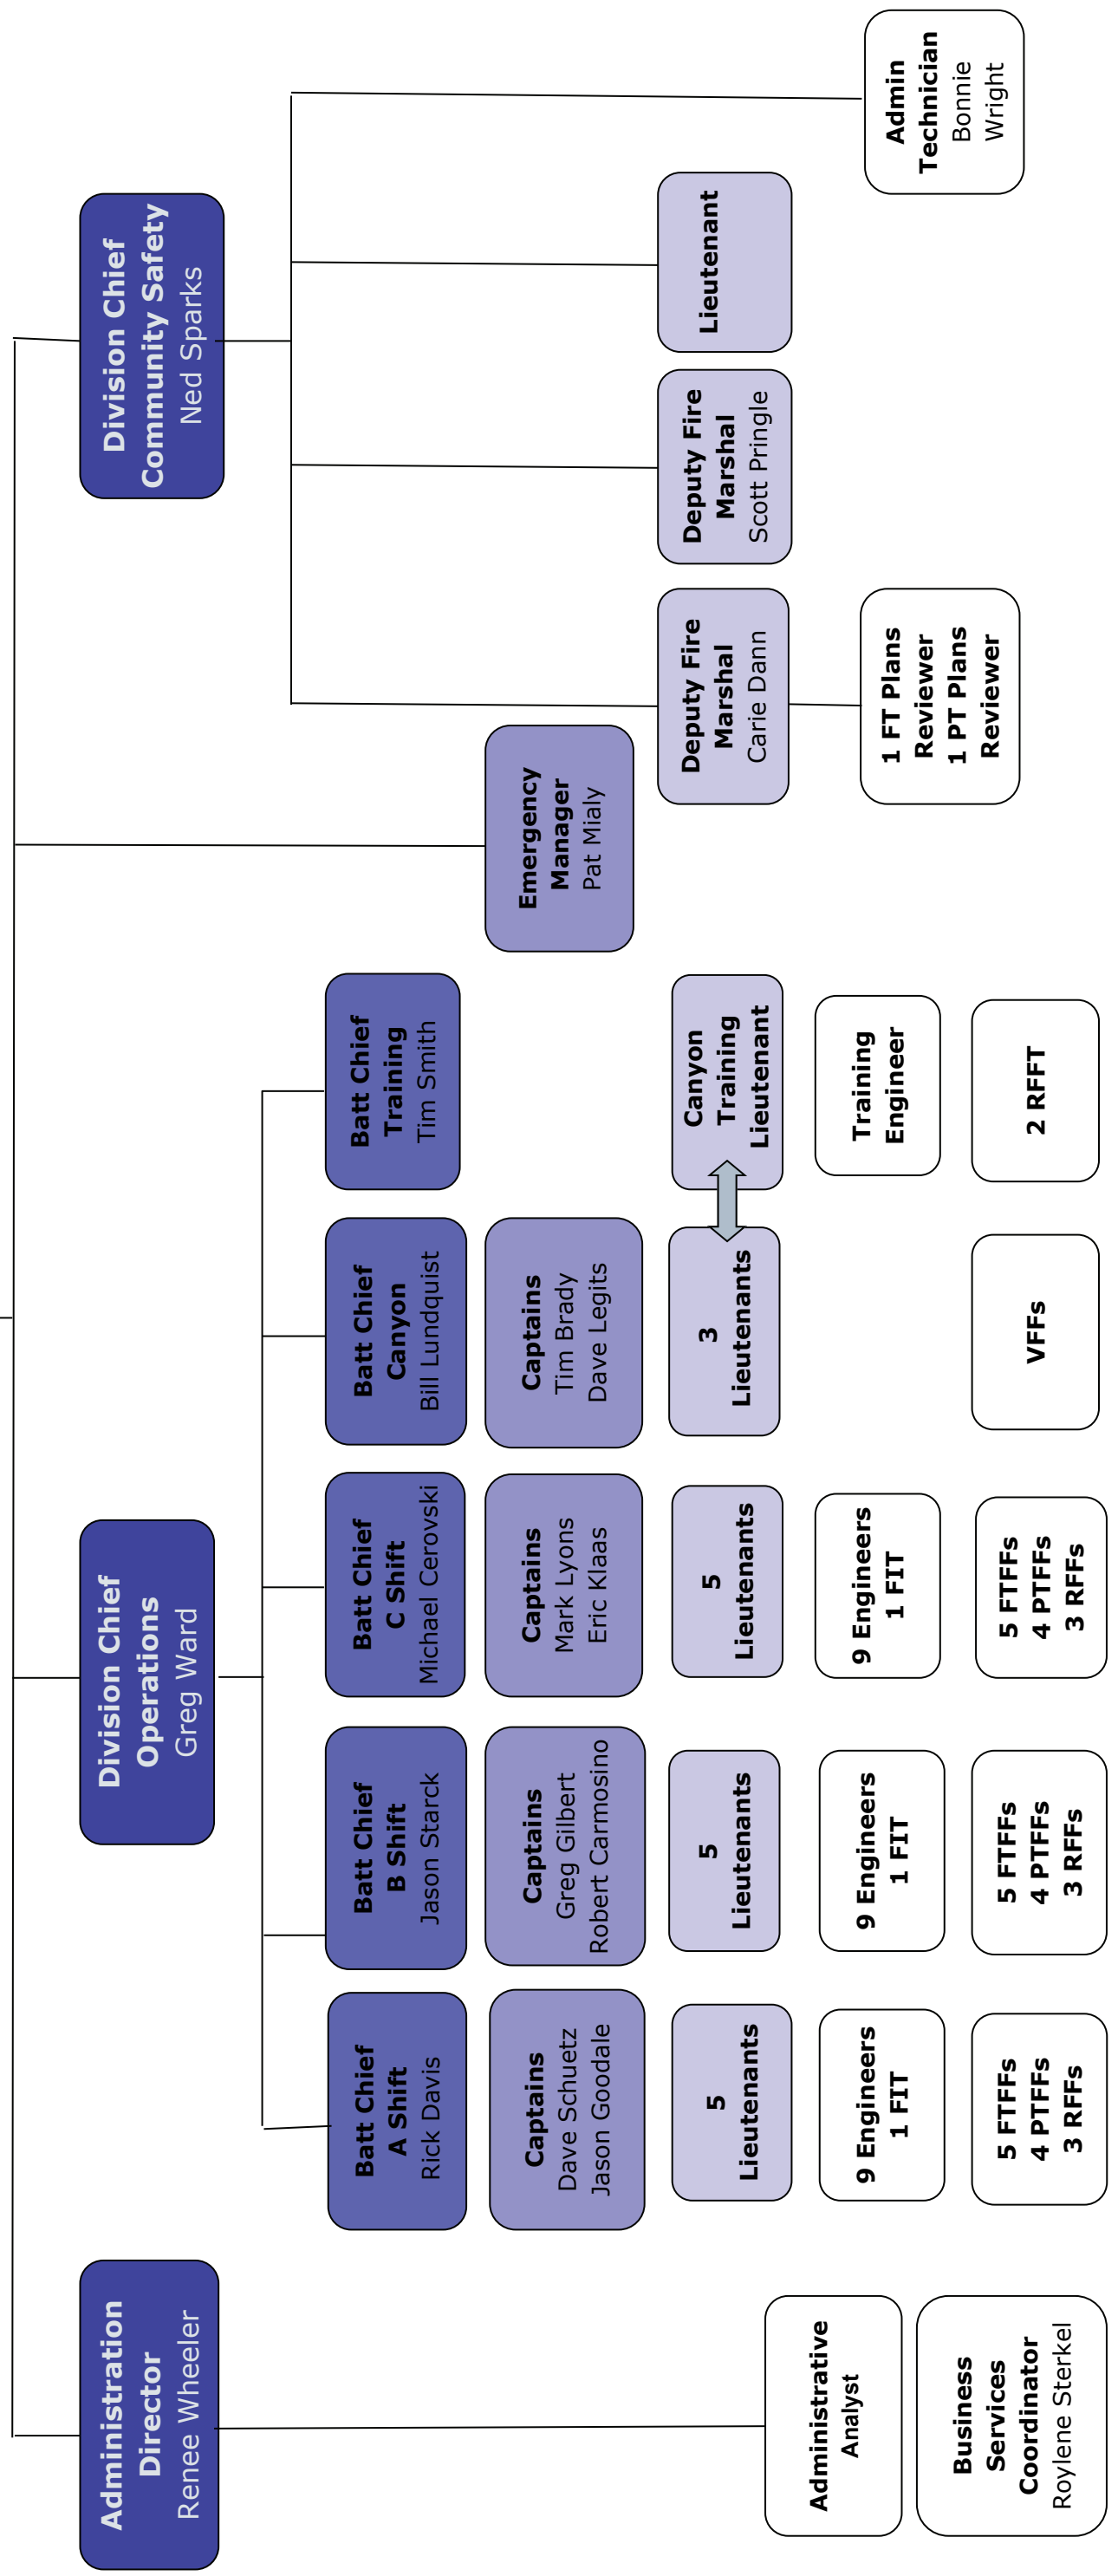 Administration
Director
Renee Wheeler
Division Chief
Operations
Greg Ward
Division Chief
Community Safety
Ned Sparks
Batt Chief
A Shift
Rick Davis
Batt Chief
B Shift
Jason Starck
Batt Chief
C Shift
Michael Cerovski
Batt Chief
Canyon
Bill Lundquist
Batt Chief
Training
Tim Smith
Captains
Dave Schuetz
Jason Goodale
Captains
Greg Gilbert
Robert Carmosino
Captains
Mark Lyons
Eric Klaas
Captains
Tim Brady
Dave Legits
Emergency
Manager
Pat Mialy
5
Lieutenants
5
Lieutenants
5
Lieutenants
3
Lieutenants
Canyon
Training
Lieutenant
Deputy Fire
Marshal
Carie Dann
Deputy Fire
Marshal
Scott Pringle
Lieutenant
Administrative
Analyst
9 Engineers
1 FIT
9 Engineers
1 FIT
9 Engineers
1 FIT
Training
Engineer
1 FT Plans
Reviewer
1 PT Plans
Reviewer
Admin
Technician
Bonnie
Wright
Business
Services
Coordinator
Roylene Sterkel
5 FTFFs
4 PTFFs
3 RFFs
5 FTFFs
4 PTFFs
3 RFFs
5 FTFFs
4 PTFFs
3 RFFs
VFFs
2 RFFT